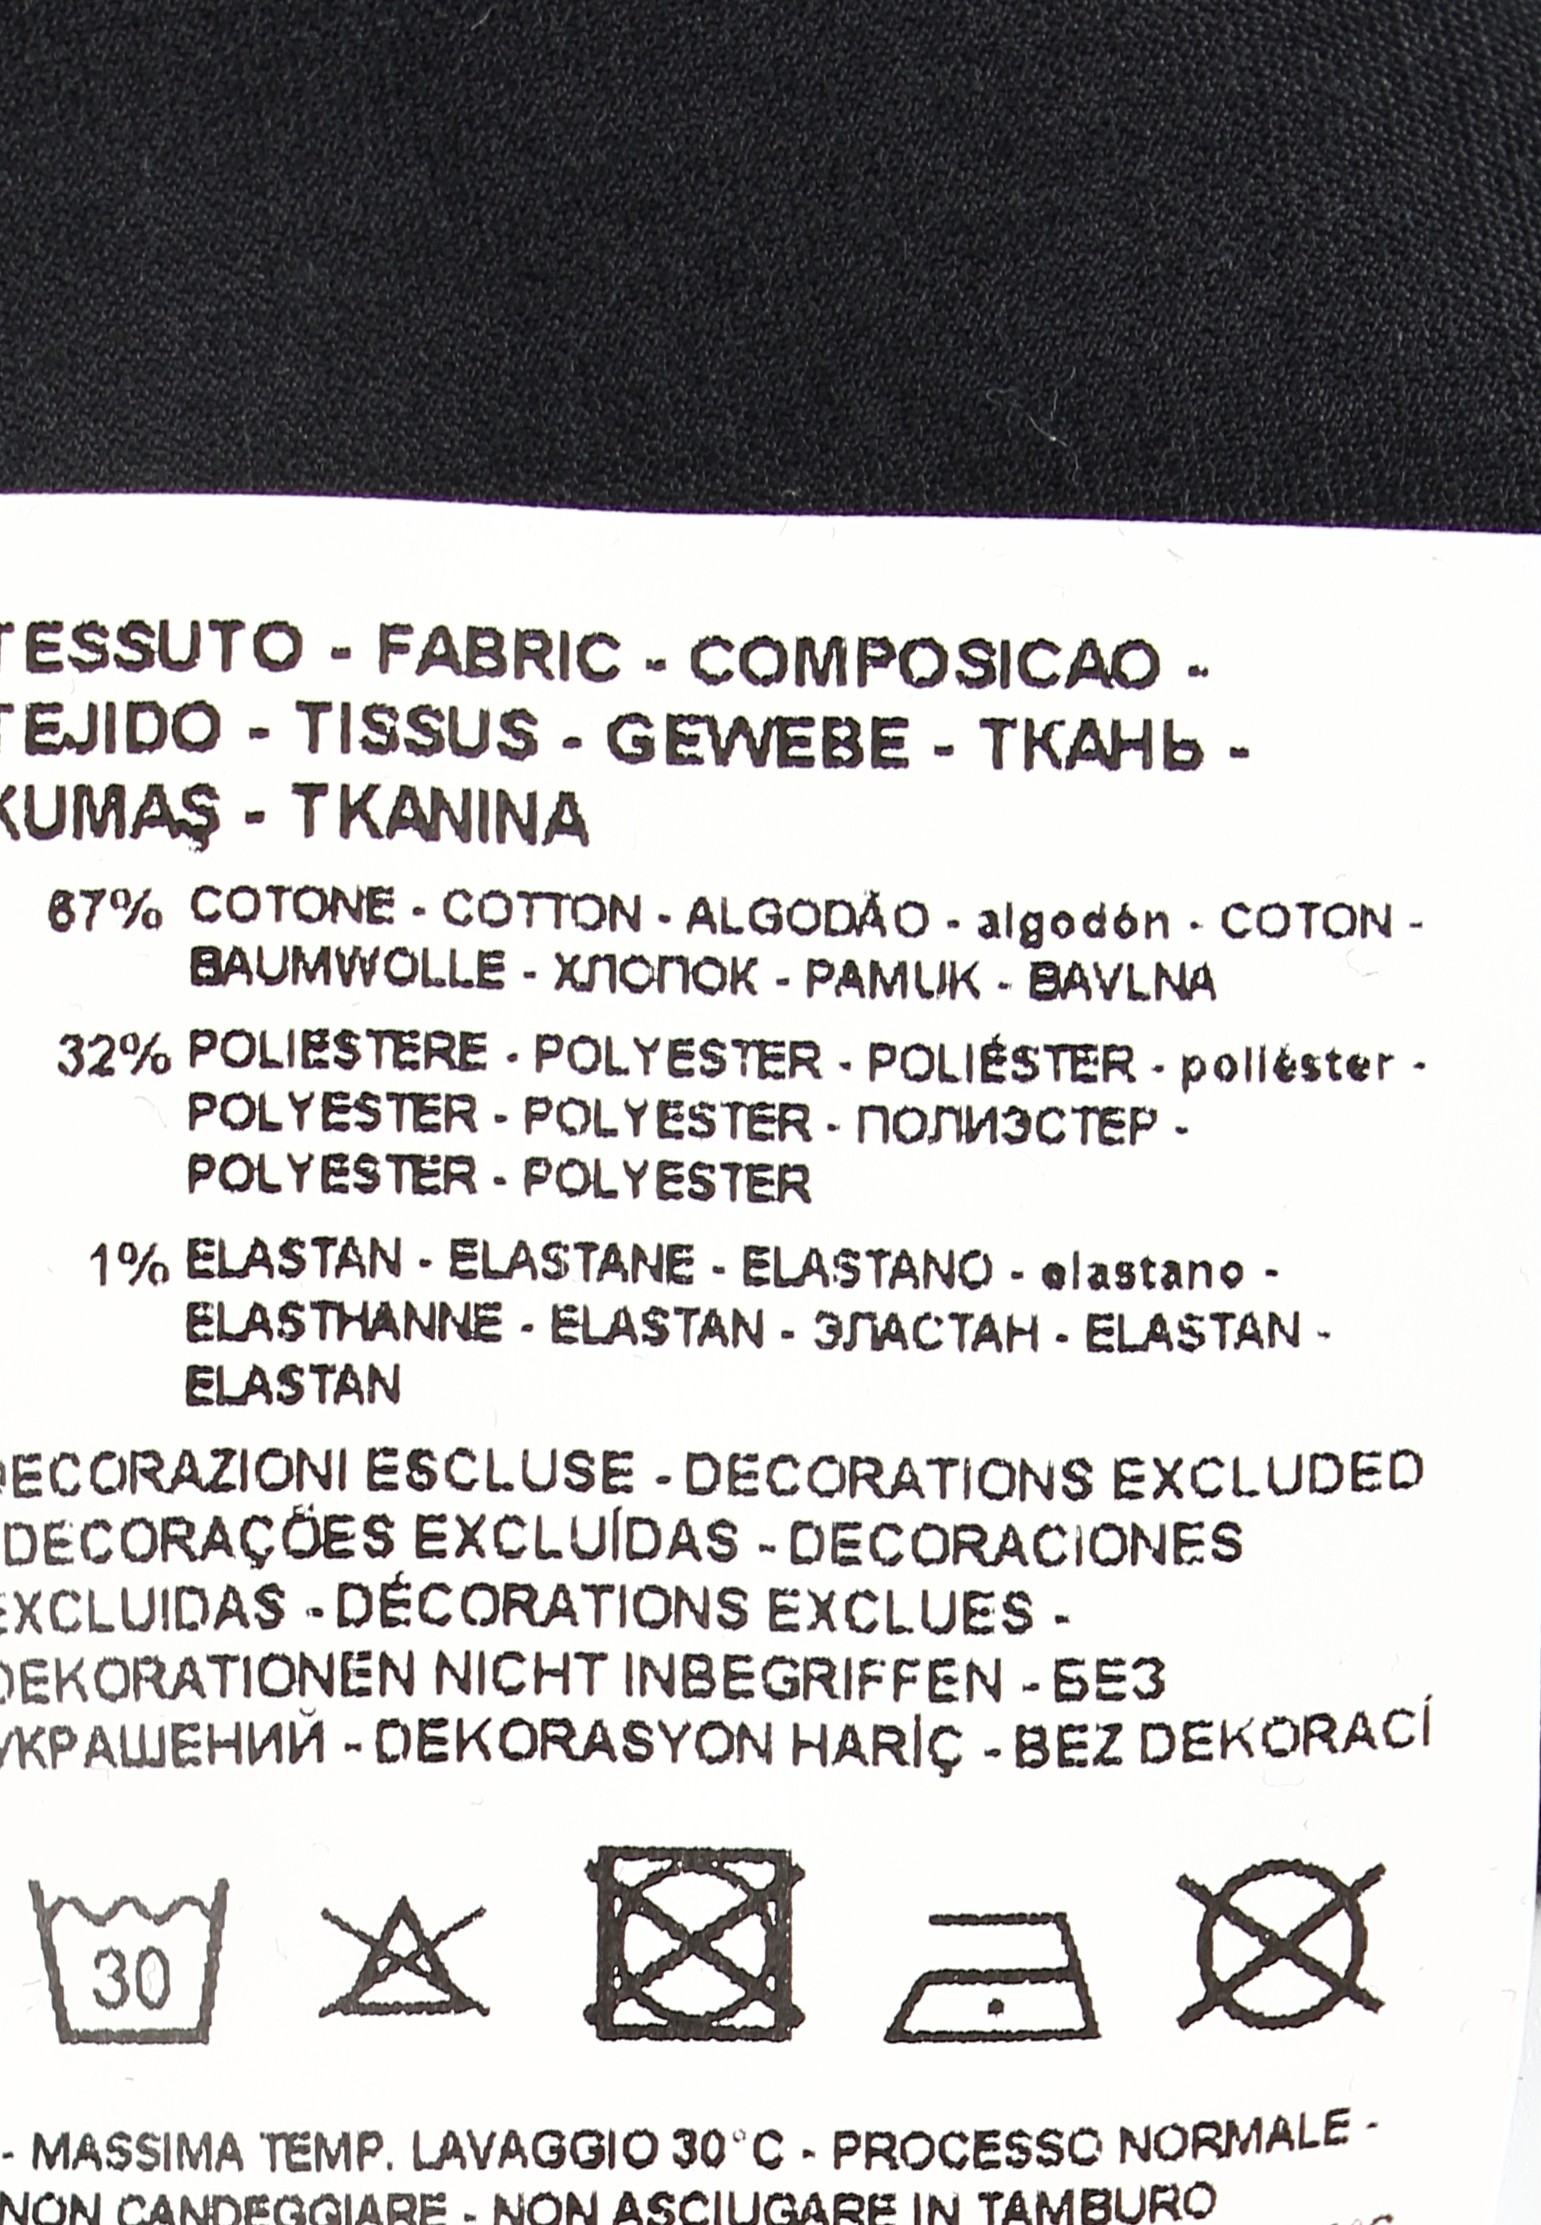 TESSUTO - FABRIC - COMPOSICAO -
TEJIDO - TISSUS - GEWEBE - ТКАНЬ -
KUMAŞ - TKANINA
67% COTONE - COTTON - ALGODÃO - algodón - COTON -
BAUMWOLLE - ХЛОПОК - PAMUK - BAVLNA
32% POLIESTERE - POLYESTER - POLIÉSTER - poliéster -
POLYESTER - POLYESTER - ПОЛИЭСТЕР -
POLYESTER - POLYESTER
1% ELASTAN - ELASTANE - ELASTANO - elastano -
ELASTHANNE - ELASTAN - ЭЛАСТАН - ELASTAN -
ELASTAN
DECORAZIONI ESCLUSE - DECORATIONS EXCLUDED
DECORAÇÕES EXCLUÍDAS - DECORACIONES
EXCLUIDAS - DÉCORATIONS EXCLUES -
DEKORATIONEN NICHT INBEGRIFFEN - БЕЗ
УКРАШЕНИЙ - DEKORASYON HARİÇ - BEZ DEKORACÍ
30
- MASSIMA TEMP. LAVAGGIO 30°C - PROCESSO NORMALE -
NON CANDEGGIARE - NON ASCIUGARE IN TAMBURO